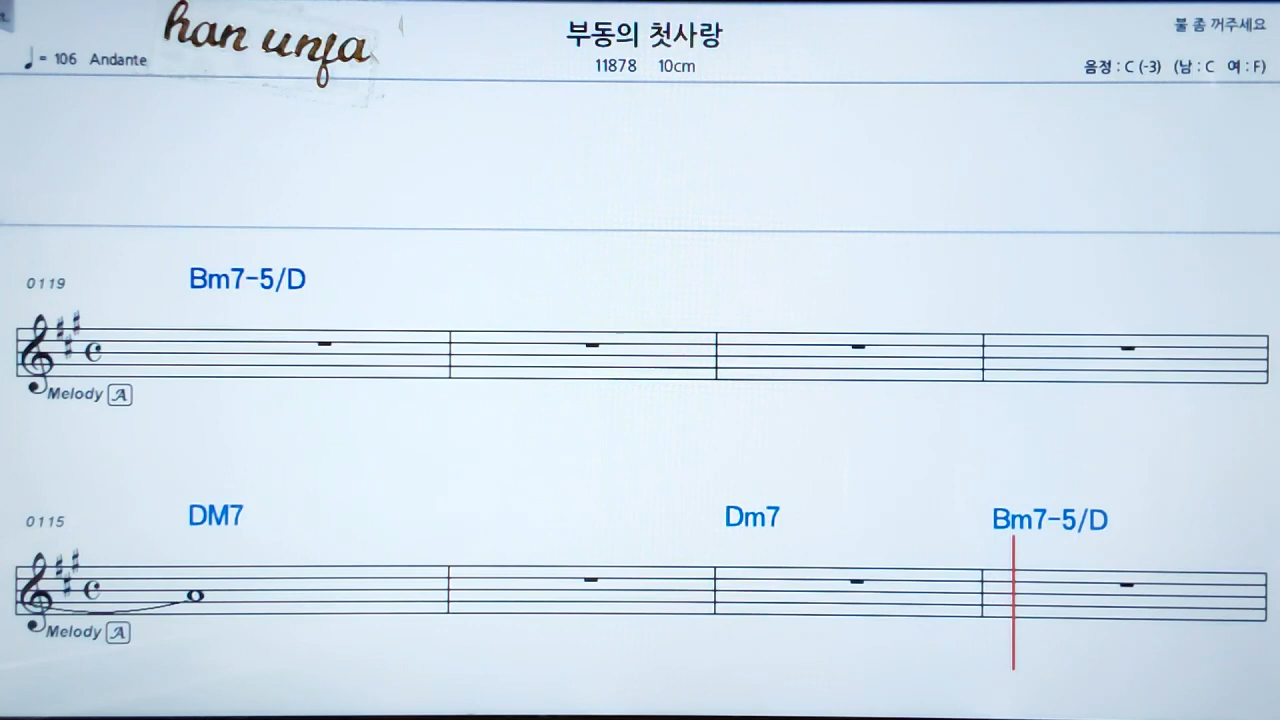 han unja
부동의 첫사랑
불 좀 꺼주세요
♩= 106 Andante
11878 10cm
음정 : C (-3) (남 : C 여 : F)
0119 Bm7-5/D
Melody A
0115 DM7 Dm7 Bm7-5/D
Melody A